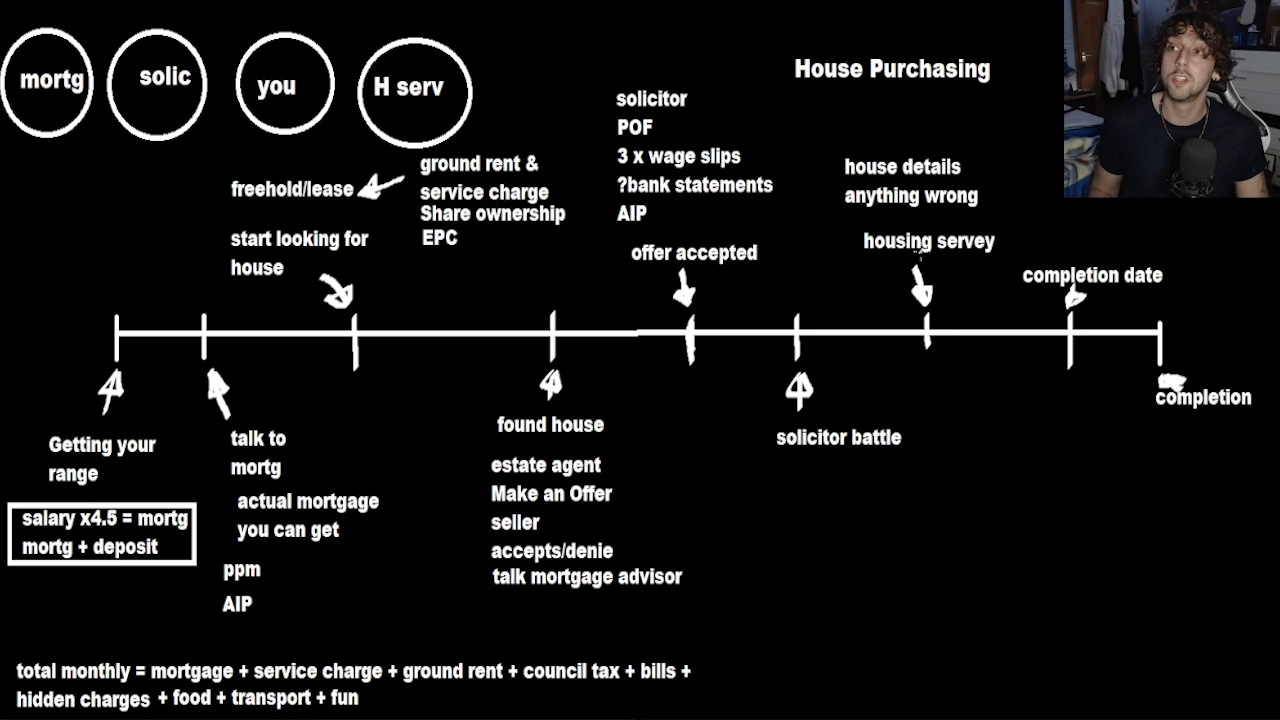 mortg
solic
you
H serv
House Purchasing
solicitor
POF
3 x wage slips
?bank statements
AIP
offer accepted
house details
anything wrong
housing servey
completion date
ground rent &
service charge
Share ownership
EPC
freehold/lease
start looking for
house
completion
Getting your
range
salary x4.5 = mortg
mortg + deposit
talk to
mortg
actual mortgage
you can get
ppm
AIP
found house
estate agent
Make an Offer
seller
accepts/denie
talk mortgage advisor
solicitor battle
total monthly = mortgage + service charge + ground rent + council tax + bills +
hidden charges + food + transport + fun